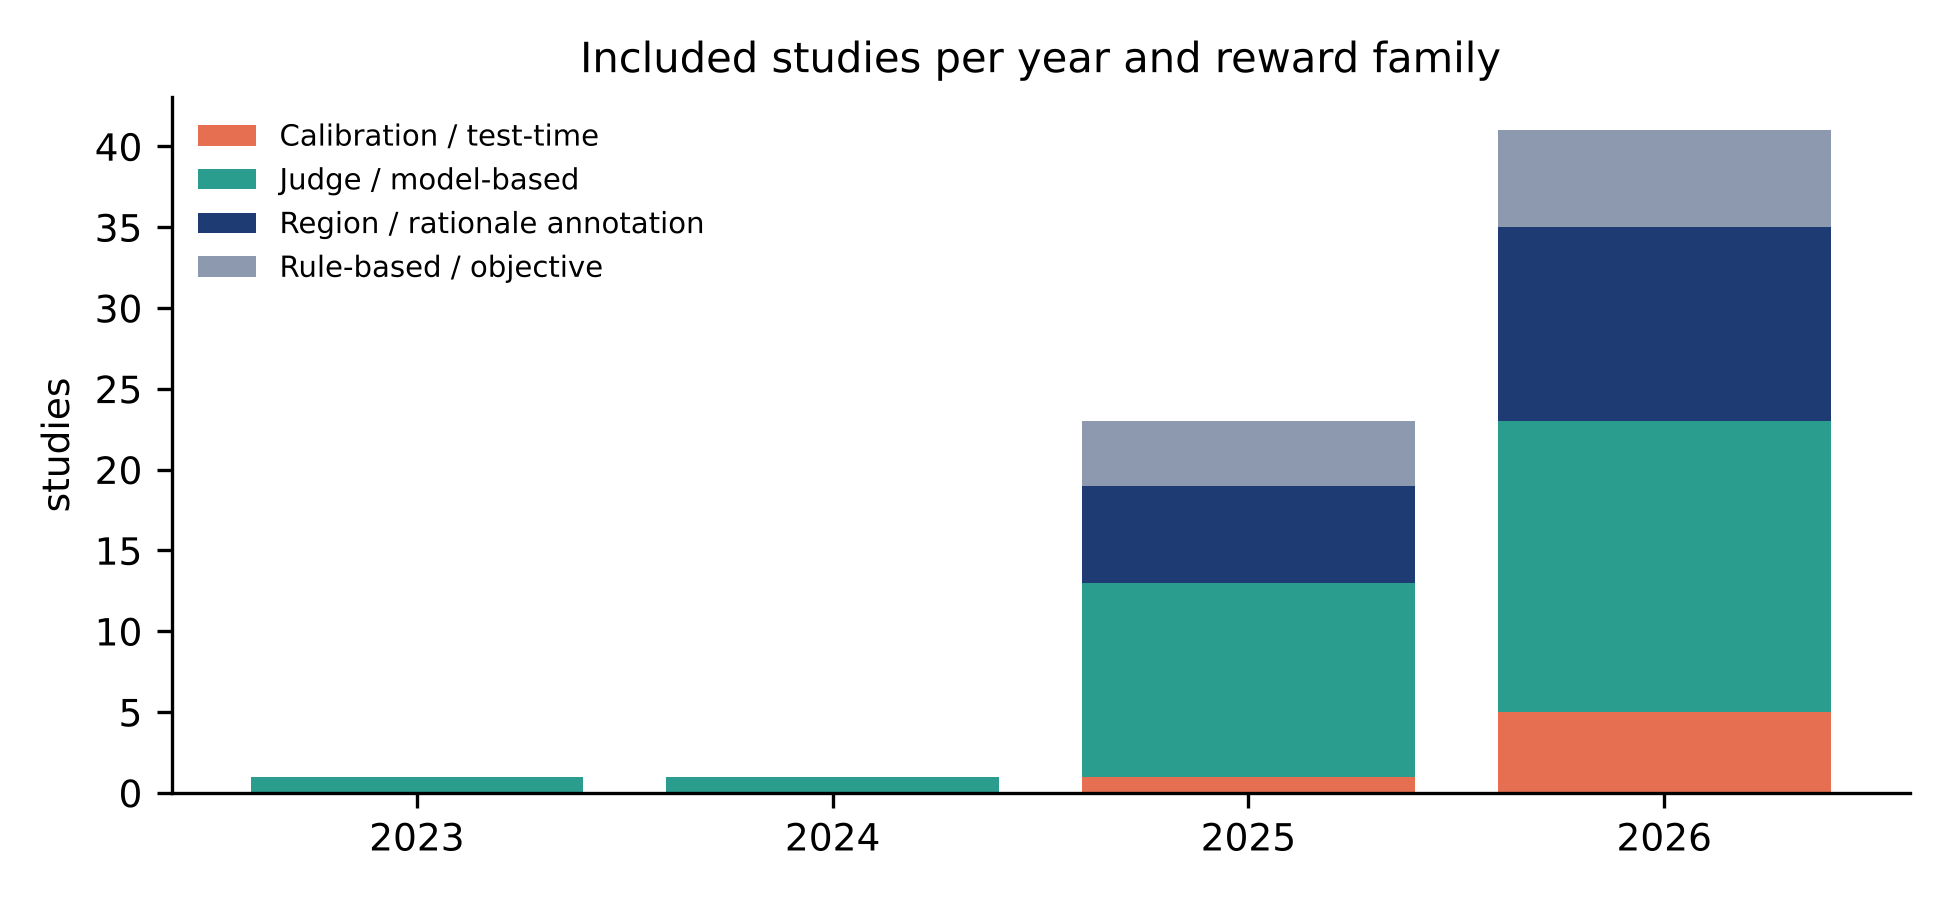 Included studies per year and reward family
Calibration / test-time
Judge / model-based
Region / rationale annotation
Rule-based / objective
studies
40
35
30
25
20
15
10
5
0
2023
2024
2025
2026